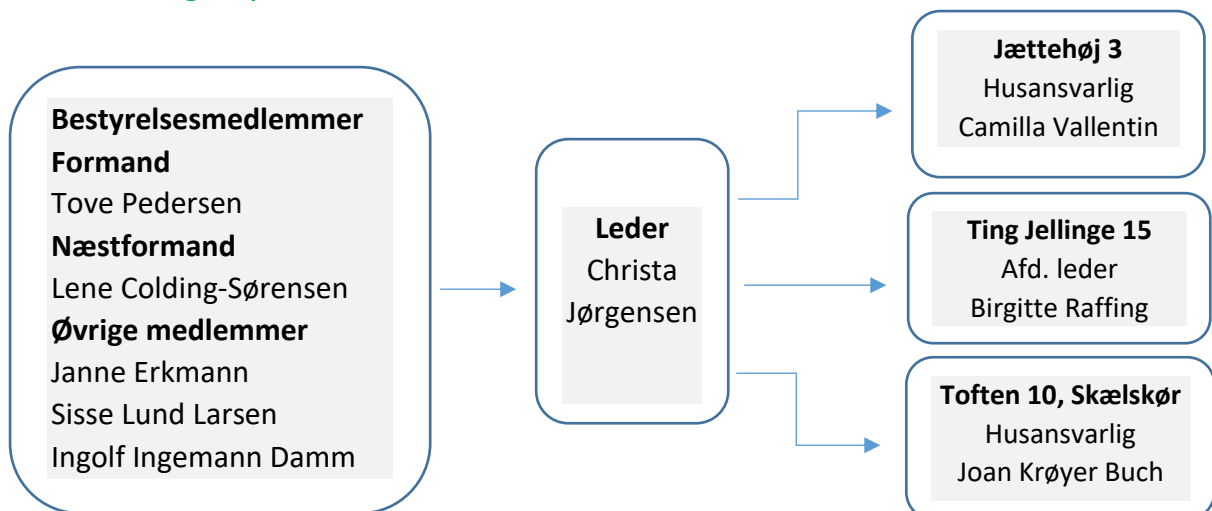 Bestyrelsesmedlemmer
Formand
Tove Pedersen
Næstformand
Lene Colding-Sørensen
Øvrige medlemmer
Janne Erkmann
Sisse Lund Larsen
Ingolf Ingemann Damm
Leder
Christa
Jørgensen
Jættehøj 3
Husansvarlig
Camilla Vallentin
Ting Jellinge 15
Afd. leder
Birgitte Raffing
Toften 10, Skælskør
Husansvarlig
Joan Krøyer Buch